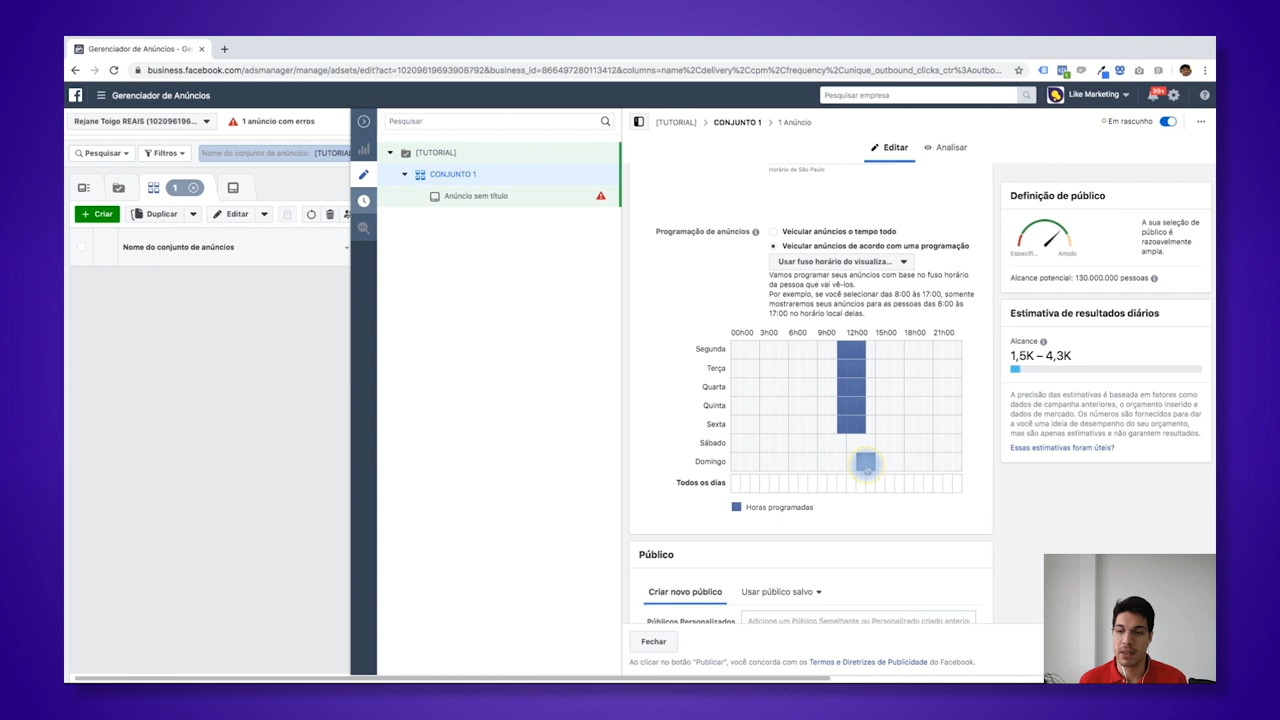 Gerenciador de Anúncios - Ge
business.facebook.com/adsmanager/manage/adsets/edit?act=10209619693908792&business_id=866497280113412&columns=name%2Cdelivery%2Ccpm%2Cfrequency%2Cunique_outbound_clicks_ctr%3Aoutbo...
Gerenciador de Anúncios
Pesquisar empresa
Like Marketing
99+
Rejane Toigo REAIS (102096196...
1 anúncio com erros
Pesquisar
[TUTORIAL] > CONJUNTO 1 > 1 Anúncio
Em rascunho
Pesquisar
Filtros
Nome do conjunto de anúncios: [TUTORIAL
[TUTORIAL]
Editar
Analisar
CONJUNTO 1
Horário de São Paulo
1
Anúncio sem título
Definição de público
+ Criar
Duplicar
Editar
A sua seleção de
público é
razoavelmente
ampla.
Específi...
Amplo
Nome do conjunto de anúncios
Programação de anúncios
Veicular anúncios o tempo todo
Veicular anúncios de acordo com uma programação
Usar fuso horário do visualiza...
Vamos programar seus anúncios com base no fuso horário
da pessoa que vai vê-los.
Por exemplo, se você selecionar das 8:00 às 17:00, somente
mostraremos seus anúncios para as pessoas das 8:00 às
17:00 no horário local delas.
Alcance potencial: 130.000.000 pessoas
Estimativa de resultados diários
Alcance
1,5K – 4,3K
A precisão das estimativas é baseada em fatores como
dados de campanha anteriores, o orçamento inserido e
dados de mercado. Os números são fornecidos para dar
a você uma ideia de desempenho do seu orçamento,
mas são apenas estimativas e não garantem resultados.
Essas estimativas foram úteis?
00h00 3h00 6h00 9h00 12h00 15h00 18h00 21h00
Segunda
Terça
Quarta
Quinta
Sexta
Sábado
Domingo
Todos os dias
Horas programadas
Público
Criar novo público
Usar público salvo
Públicos Personalizados
Adicione um Público Semelhante ou Personalizado criado anterior
Fechar
Ao clicar no botão "Publicar", você concorda com os Termos e Diretrizes de Publicidade do Facebook.